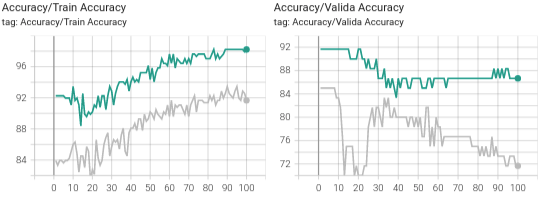 Accuracy/Train Accuracy
tag: Accuracy/Train Accuracy
96
92
88
84
0 10 20 30 40 50 60 70 80 90 100
Accuracy/Valida Accuracy
tag: Accuracy/Valida Accuracy
92
88
84
80
76
72
0 10 20 30 40 50 60 70 80 90 100